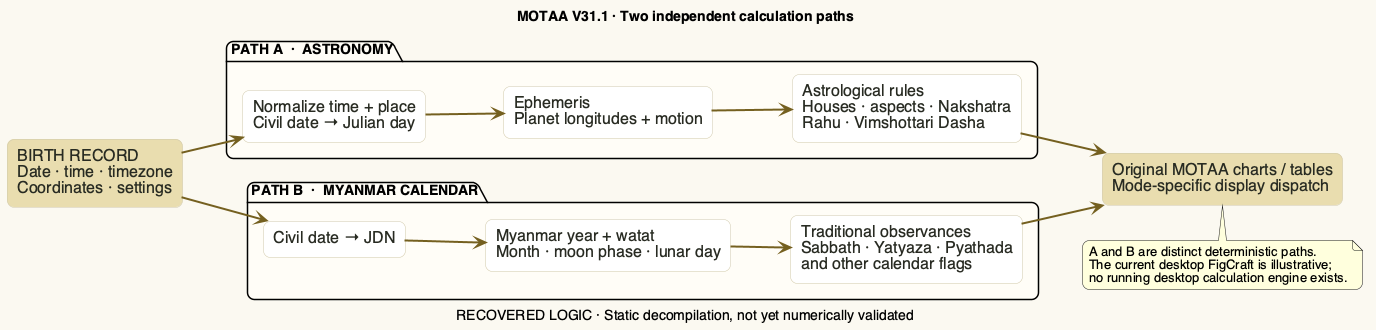 MOTAA V31.1 · Two independent calculation paths
PATH A · ASTRONOMY
Normalize time + place
Civil date → Julian day
Ephemeris
Planet longitudes + motion
Astrological rules
Houses · aspects · Nakshatra
Rahu · Vimshottari Dasha
BIRTH RECORD
Date · time · timezone
Coordinates · settings
PATH B · MYANMAR CALENDAR
Civil date → JDN
Myanmar year + watat
Month · moon phase · lunar day
Traditional observances
Sabbath · Yatyaza · Pyathada
and other calendar flags
Original MOTAA charts / tables
Mode-specific display dispatch
A and B are distinct deterministic paths.
The current desktop FigCraft is illustrative;
no running desktop calculation engine exists.
RECOVERED LOGIC · Static decompilation, not yet numerically validated